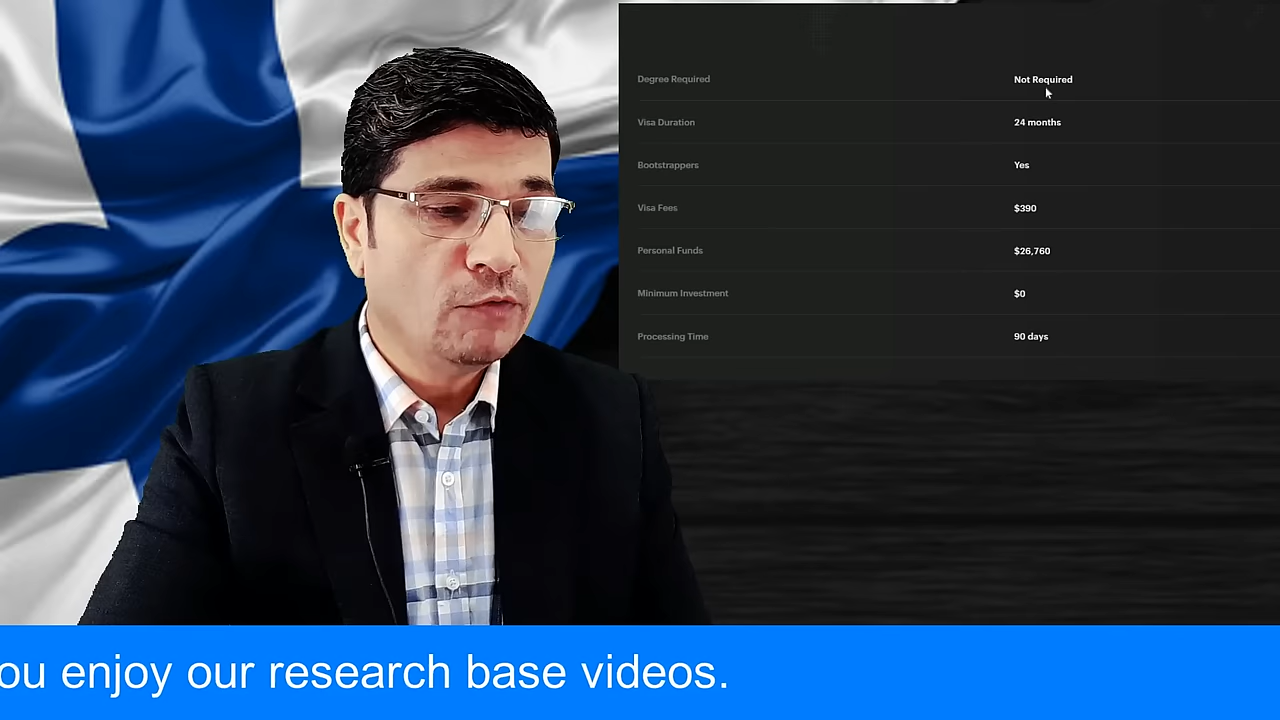 Degree Required Not Required
Visa Duration 24 months
Bootstrappers Yes
Visa Fees $390
Personal Funds $26,760
Minimum Investment $0
Processing Time 90 days
ou enjoy our research base videos.